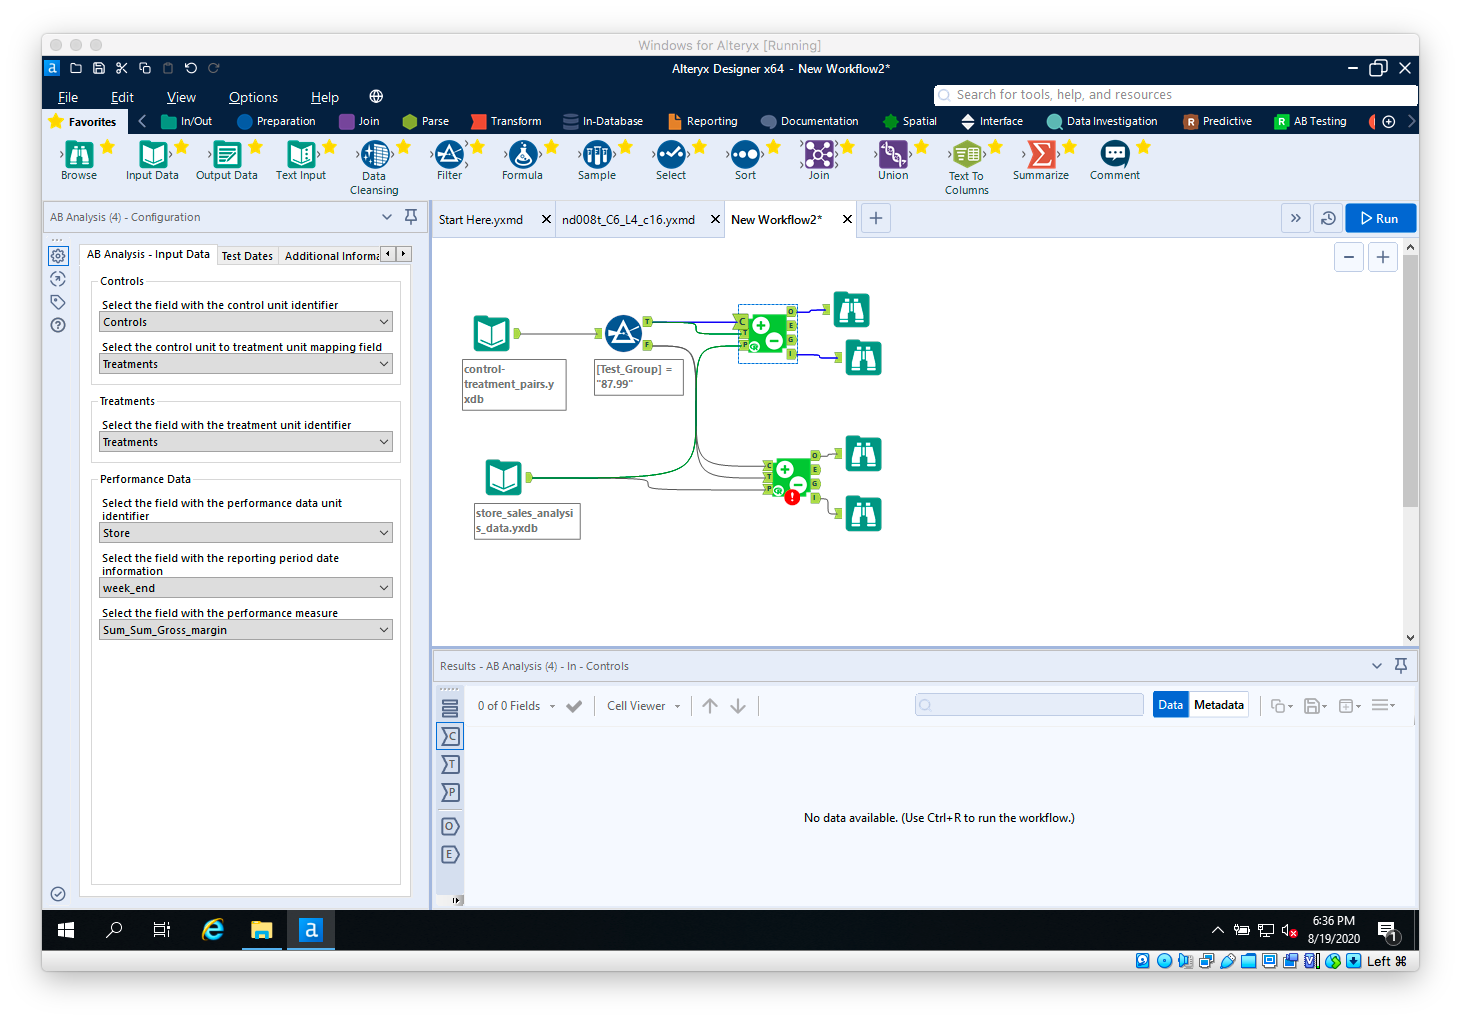 Windows for Alteryx [Running]
a
Alteryx Designer x64 - New Workflow2*
File Edit View Options Help
Search for tools, help, and resources
Favorites In/Out Preparation Join Parse Transform In-Database Reporting Documentation Spatial Interface Data Investigation R Predictive R AB Testing
Browse Input Data Output Data Text Input Data Cleansing Filter Formula Sample Select Sort Join Union Text To Columns Summarize Comment
AB Analysis (4) - Configuration
Start Here.yxmd nd008t_C6_L4_c16.yxmd New Workflow2*
Run
AB Analysis - Input Data Test Dates Additional Informa
Controls
Select the field with the control unit identifier
Controls
Select the control unit to treatment unit mapping field
Treatments
Treatments
Select the field with the treatment unit identifier
Treatments
Performance Data
Select the field with the performance data unit
identifier
Store
Select the field with the reporting period date
information
week_end
Select the field with the performance measure
Sum_Sum_Gross_margin
T
F
C
T
P
O
E
G
I
control-
treatment_pairs.y
xdb
[Test_Group] =
"87.99"
C
T
P
O
E
G
I
store_sales_analysi
s_data.yxdb
Results - AB Analysis (4) - In - Controls
0 of 0 Fields Cell Viewer Data Metadata
C
T
P
O
E
No data available. (Use Ctrl+R to run the workflow.)
a
6:36 PM
8/19/2020
1
Left ⌘